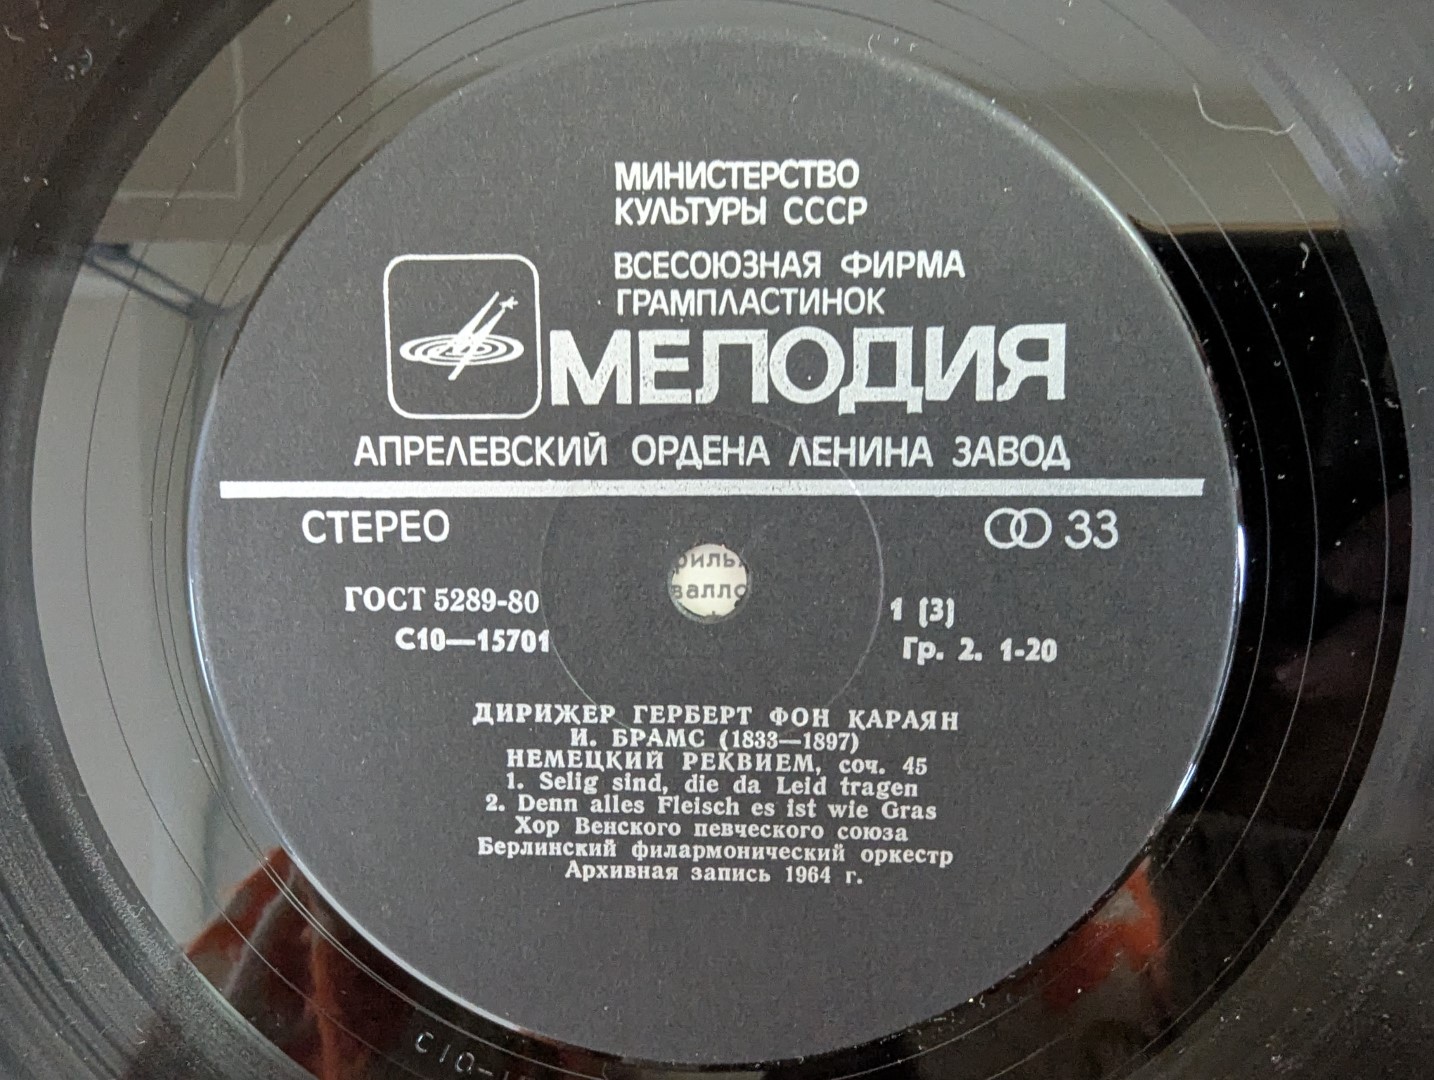 МИНИСТЕРСТВО
КУЛЬТУРЫ СССР
ВСЕСОЮЗНАЯ ФИРМА
ГРАМПЛАСТИНОК
МЕЛОДИЯ
АПРЕЛЕВСКИЙ ОРДЕНА ЛЕНИНА ЗАВОД
СТЕРЕО
33
ГОСТ 5289-80
1 (3)
С10—15701
Гр. 2. 1-20
ДИРИЖЕР ГЕРБЕРТ ФОН КАРАЯН
И. БРАМС (1833—1897)
НЕМЕЦКИЙ РЕКВИЕМ, соч. 45
1. Selig sind, die da Leid tragen
2. Denn alles Fleisch es ist wie Gras
Хор Венского певческого союза
Берлинский филармонический оркестр
Архивная запись 1964 г.